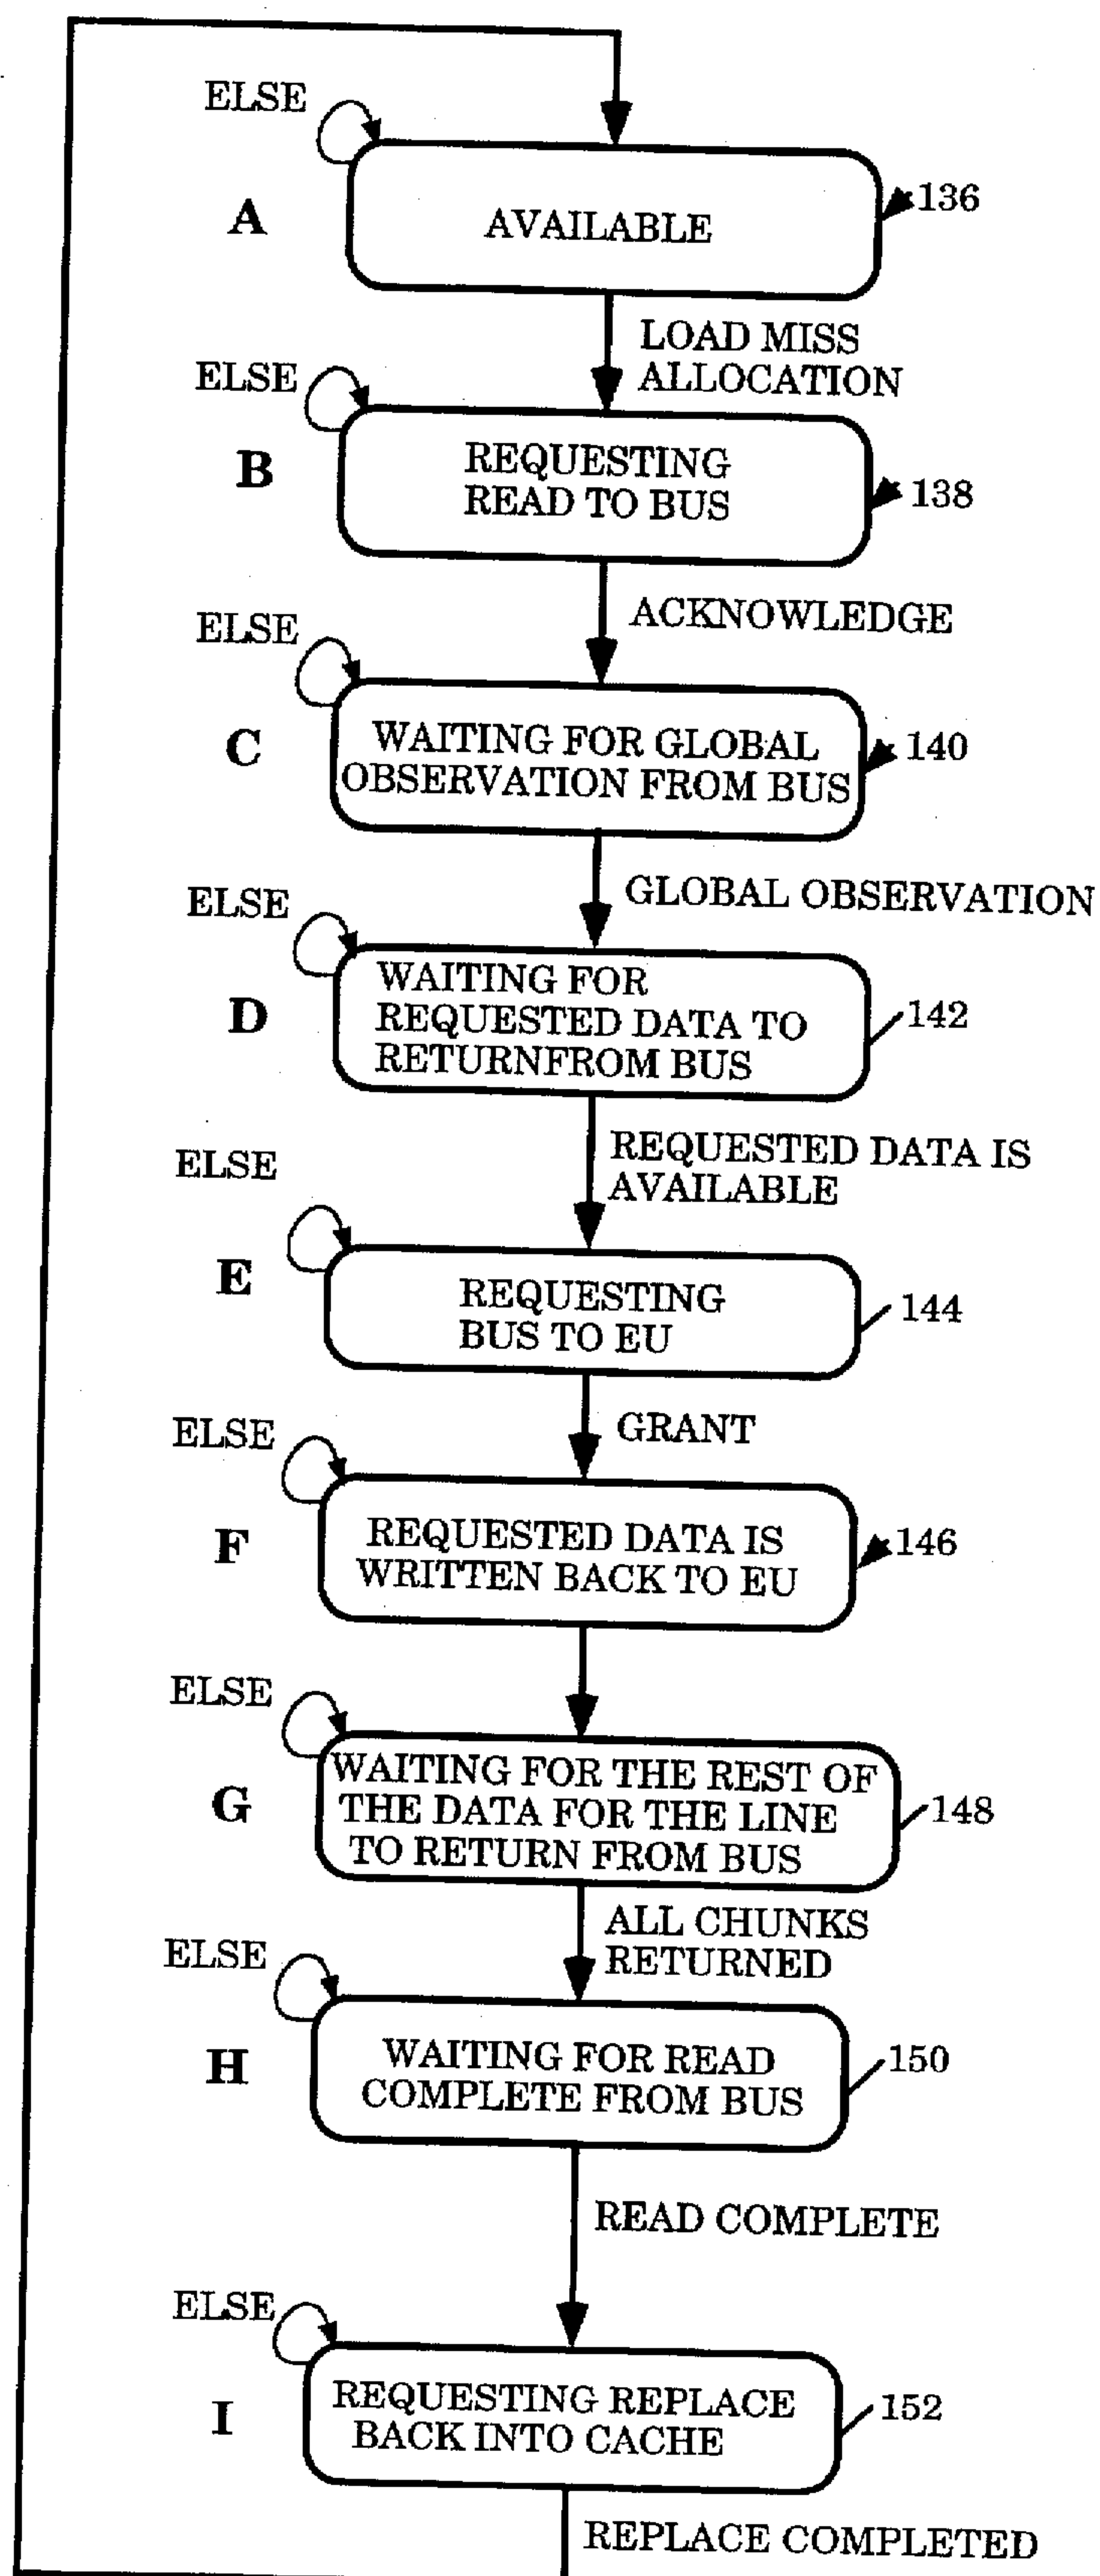 ELSE
A
AVAILABLE
136
LOAD MISS
ALLOCATION
ELSE
B
REQUESTING
READ TO BUS
138
ACKNOWLEDGE
ELSE
C
WAITING FOR GLOBAL
OBSERVATION FROM BUS
140
GLOBAL OBSERVATION
ELSE
D
WAITING FOR
REQUESTED DATA TO
RETURNFROM BUS
142
REQUESTED DATA IS
AVAILABLE
ELSE
E
REQUESTING
BUS TO EU
144
GRANT
ELSE
F
REQUESTED DATA IS
WRITTEN BACK TO EU
146
ELSE
G
WAITING FOR THE REST OF
THE DATA FOR THE LINE
TO RETURN FROM BUS
148
ALL CHUNKS
RETURNED
ELSE
H
WAITING FOR READ
COMPLETE FROM BUS
150
READ COMPLETE
ELSE
I
REQUESTING REPLACE
BACK INTO CACHE
152
REPLACE COMPLETED